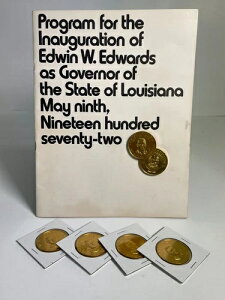 Program for the
Inauguration of
Edwin W. Edwards
as Governor of
the State of Louisiana
May ninth,
Nineteen hundred
seventy-two